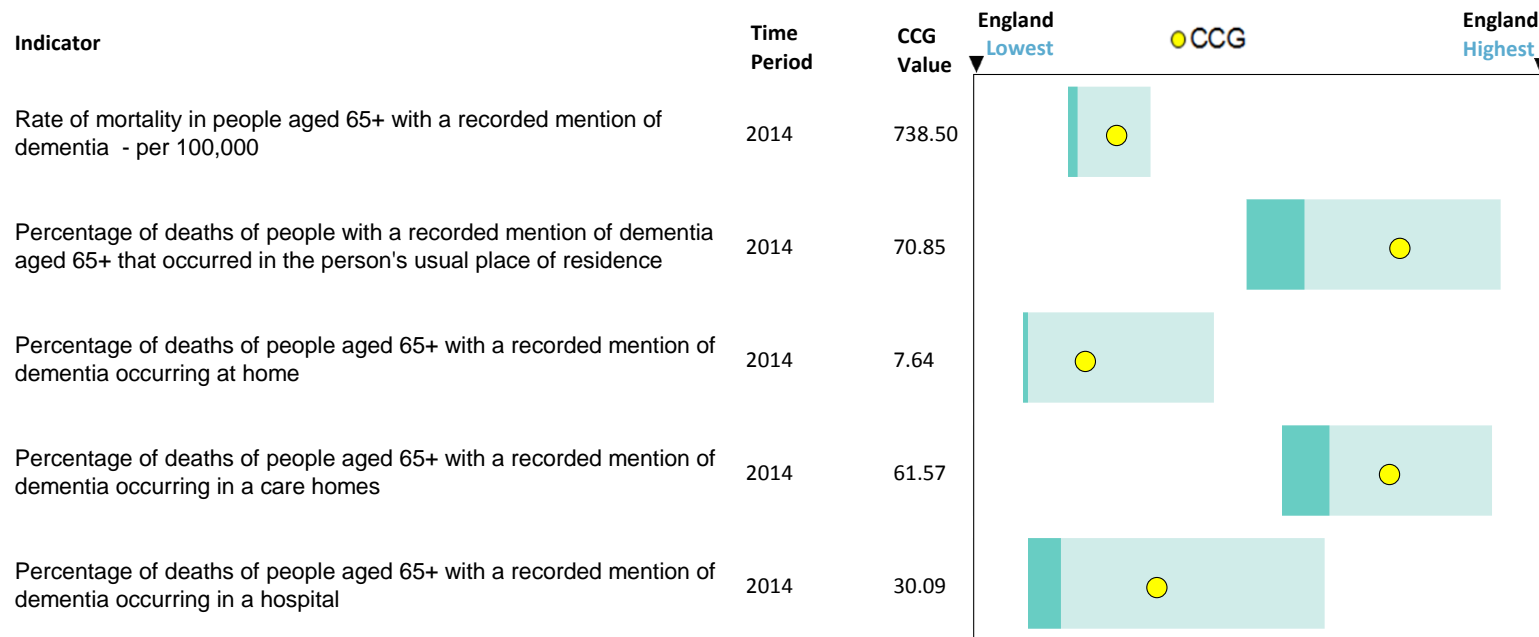 Indicator
Time
Period
CCG
Value
England
Lowest
CCG
England
Highest
Rate of mortality in people aged 65+ with a recorded mention of
dementia - per 100,000
2014
738.50
Percentage of deaths of people with a recorded mention of dementia
aged 65+ that occurred in the person's usual place of residence
2014
70.85
Percentage of deaths of people aged 65+ with a recorded mention of
dementia occurring at home
2014
7.64
Percentage of deaths of people aged 65+ with a recorded mention of
dementia occurring in a care homes
2014
61.57
Percentage of deaths of people aged 65+ with a recorded mention of
dementia occurring in a hospital
2014
30.09